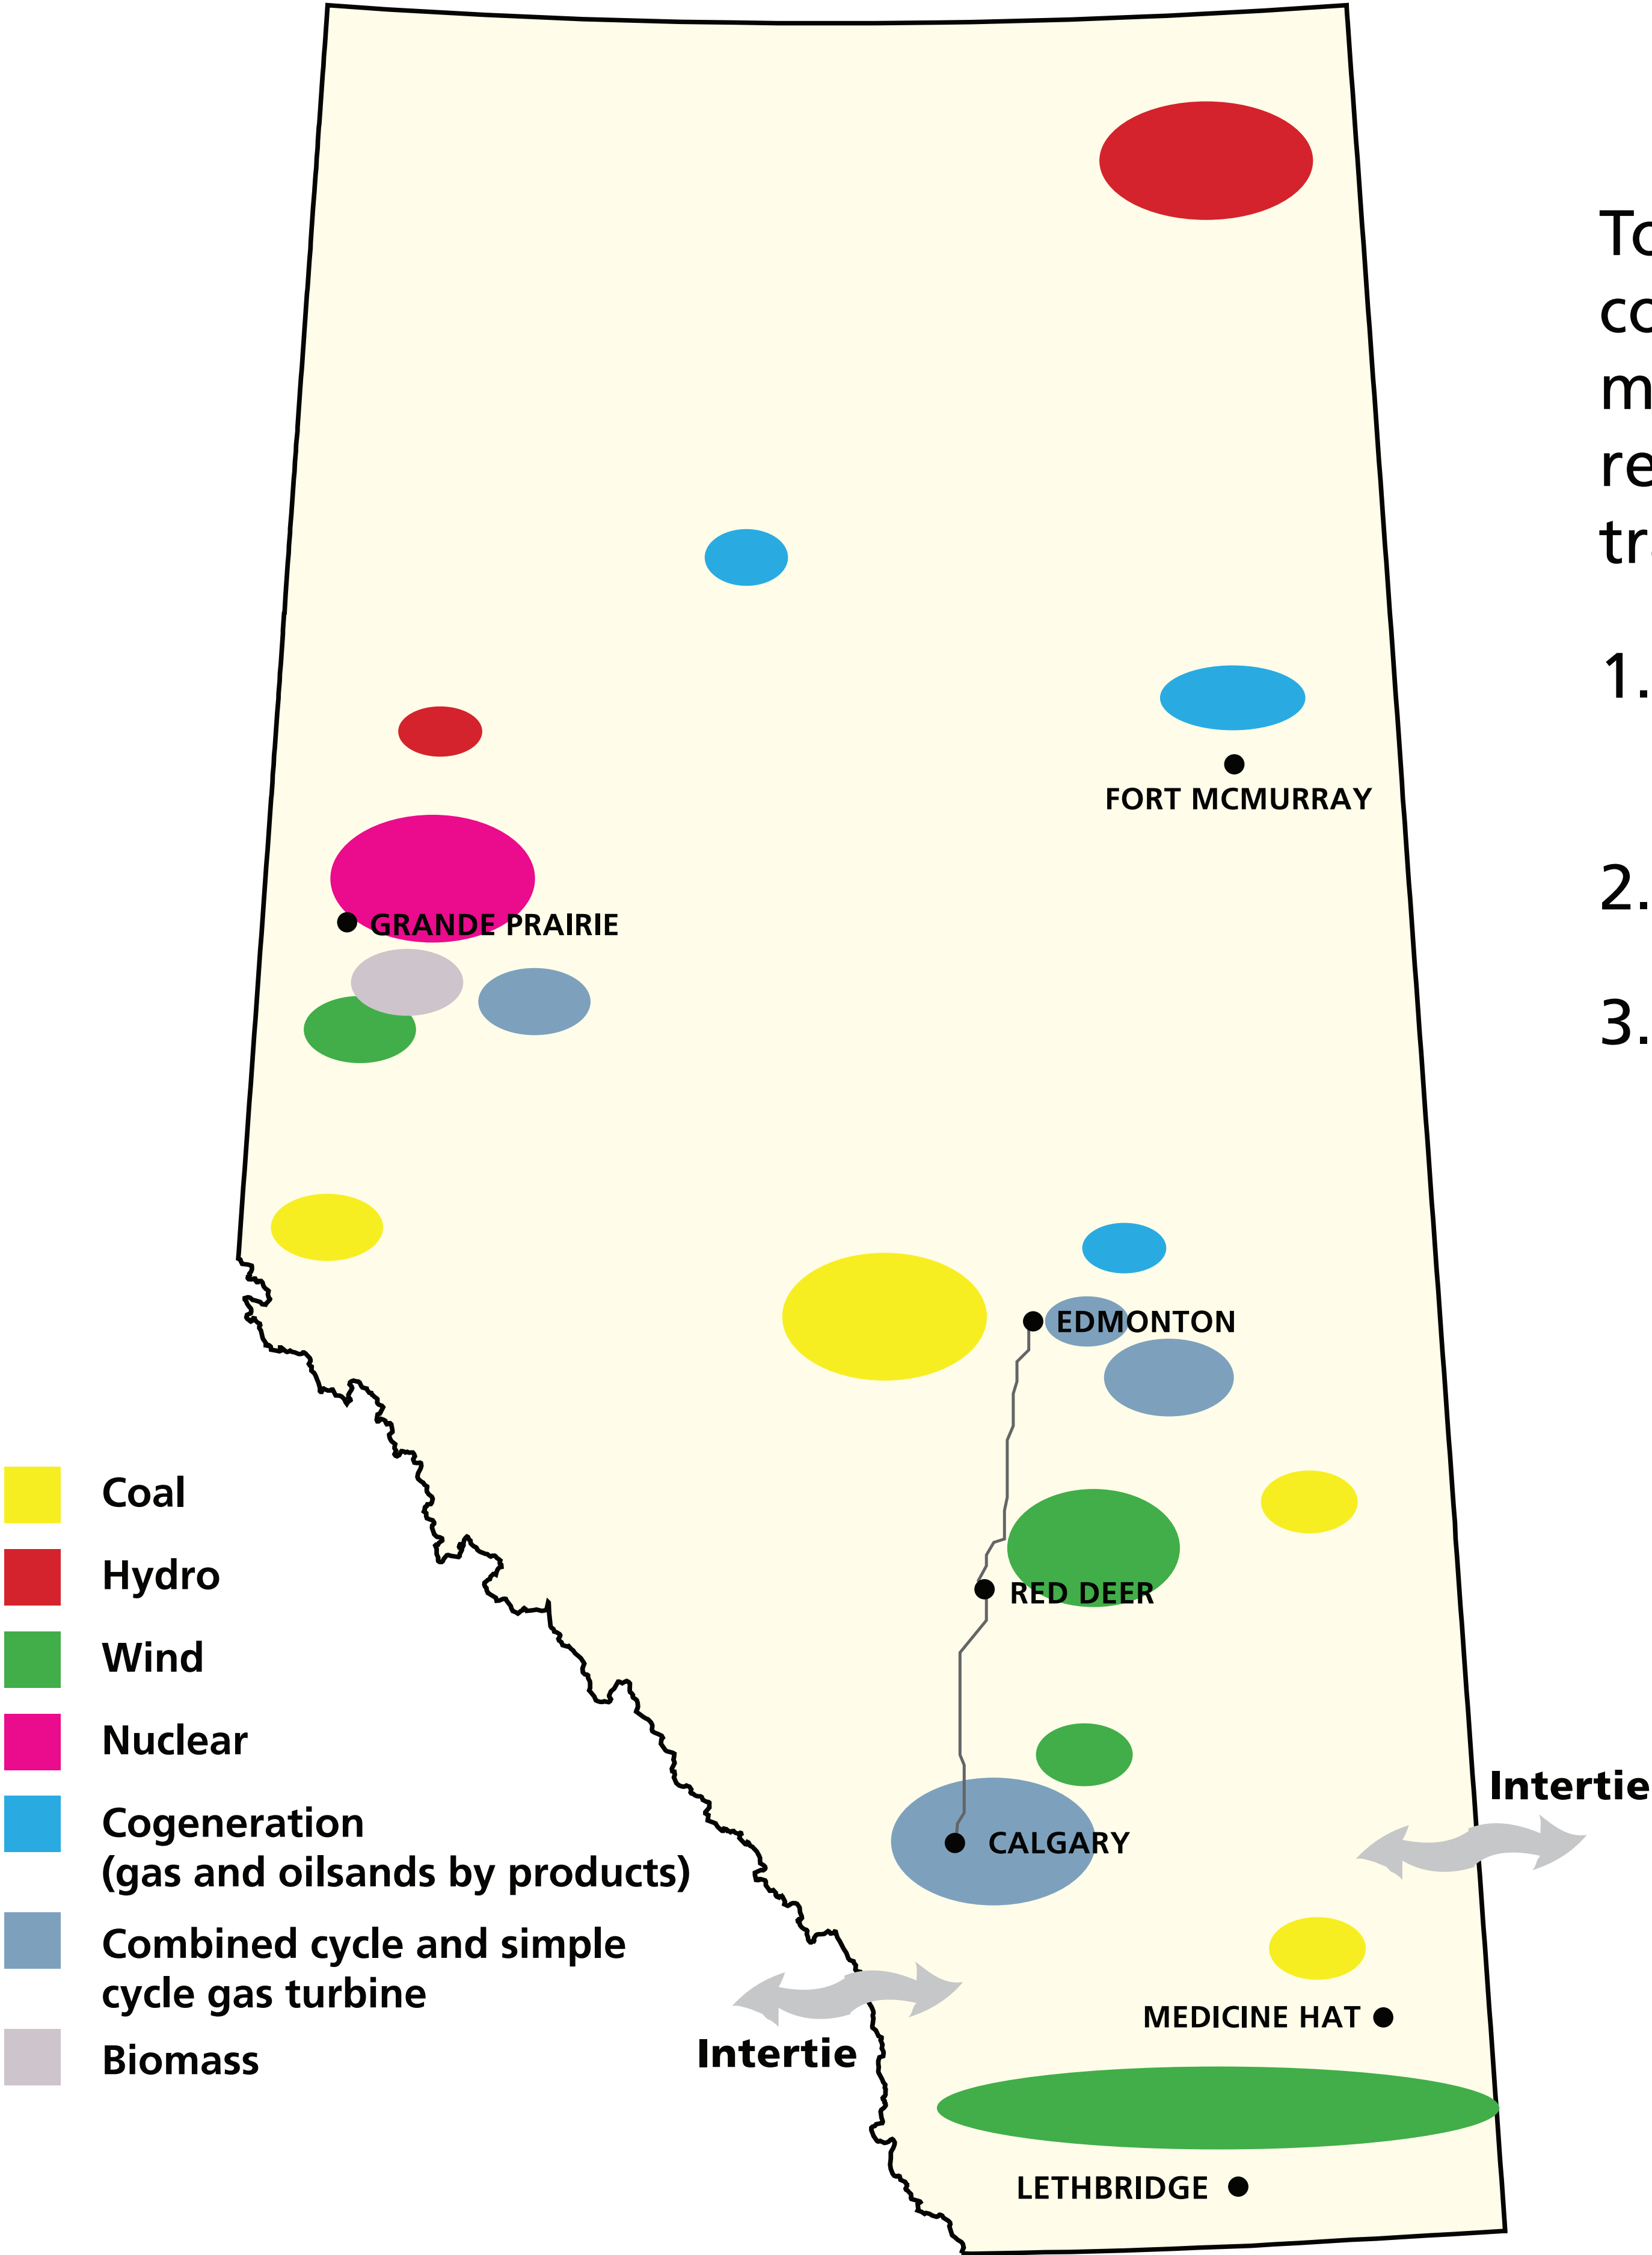 FORT MCMURRAY
GRANDE PRAIRIE
EDMONTON
RED DEER
CALGARY
MEDICINE HAT
LETHBRIDGE
Intertie
Intertie
Coal
Hydro
Wind
Nuclear
Cogeneration
(gas and oilsands by products)
Combined cycle and simple
cycle gas turbine
Biomass
1.
2.
3.